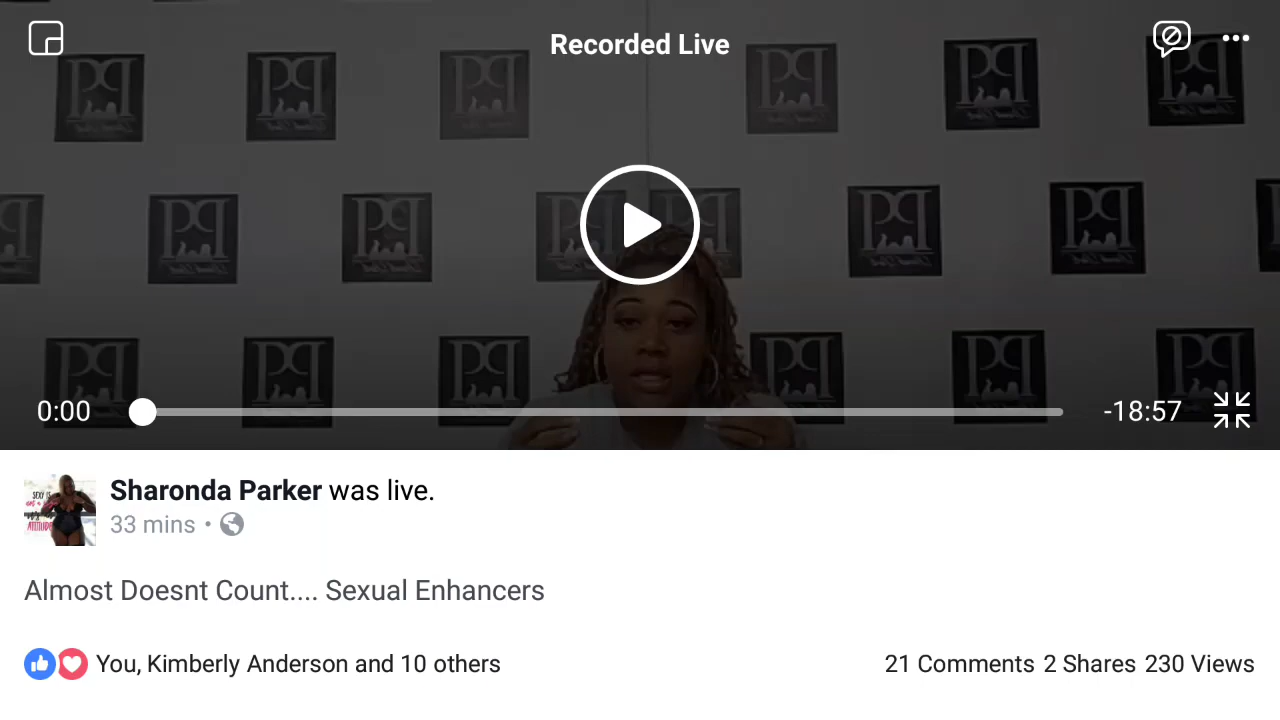 Recorded Live
0:00
-18:57
Sharonda Parker was live.
33 mins •
Almost Doesnt Count.... Sexual Enhancers
You, Kimberly Anderson and 10 others
21 Comments 2 Shares 230 Views